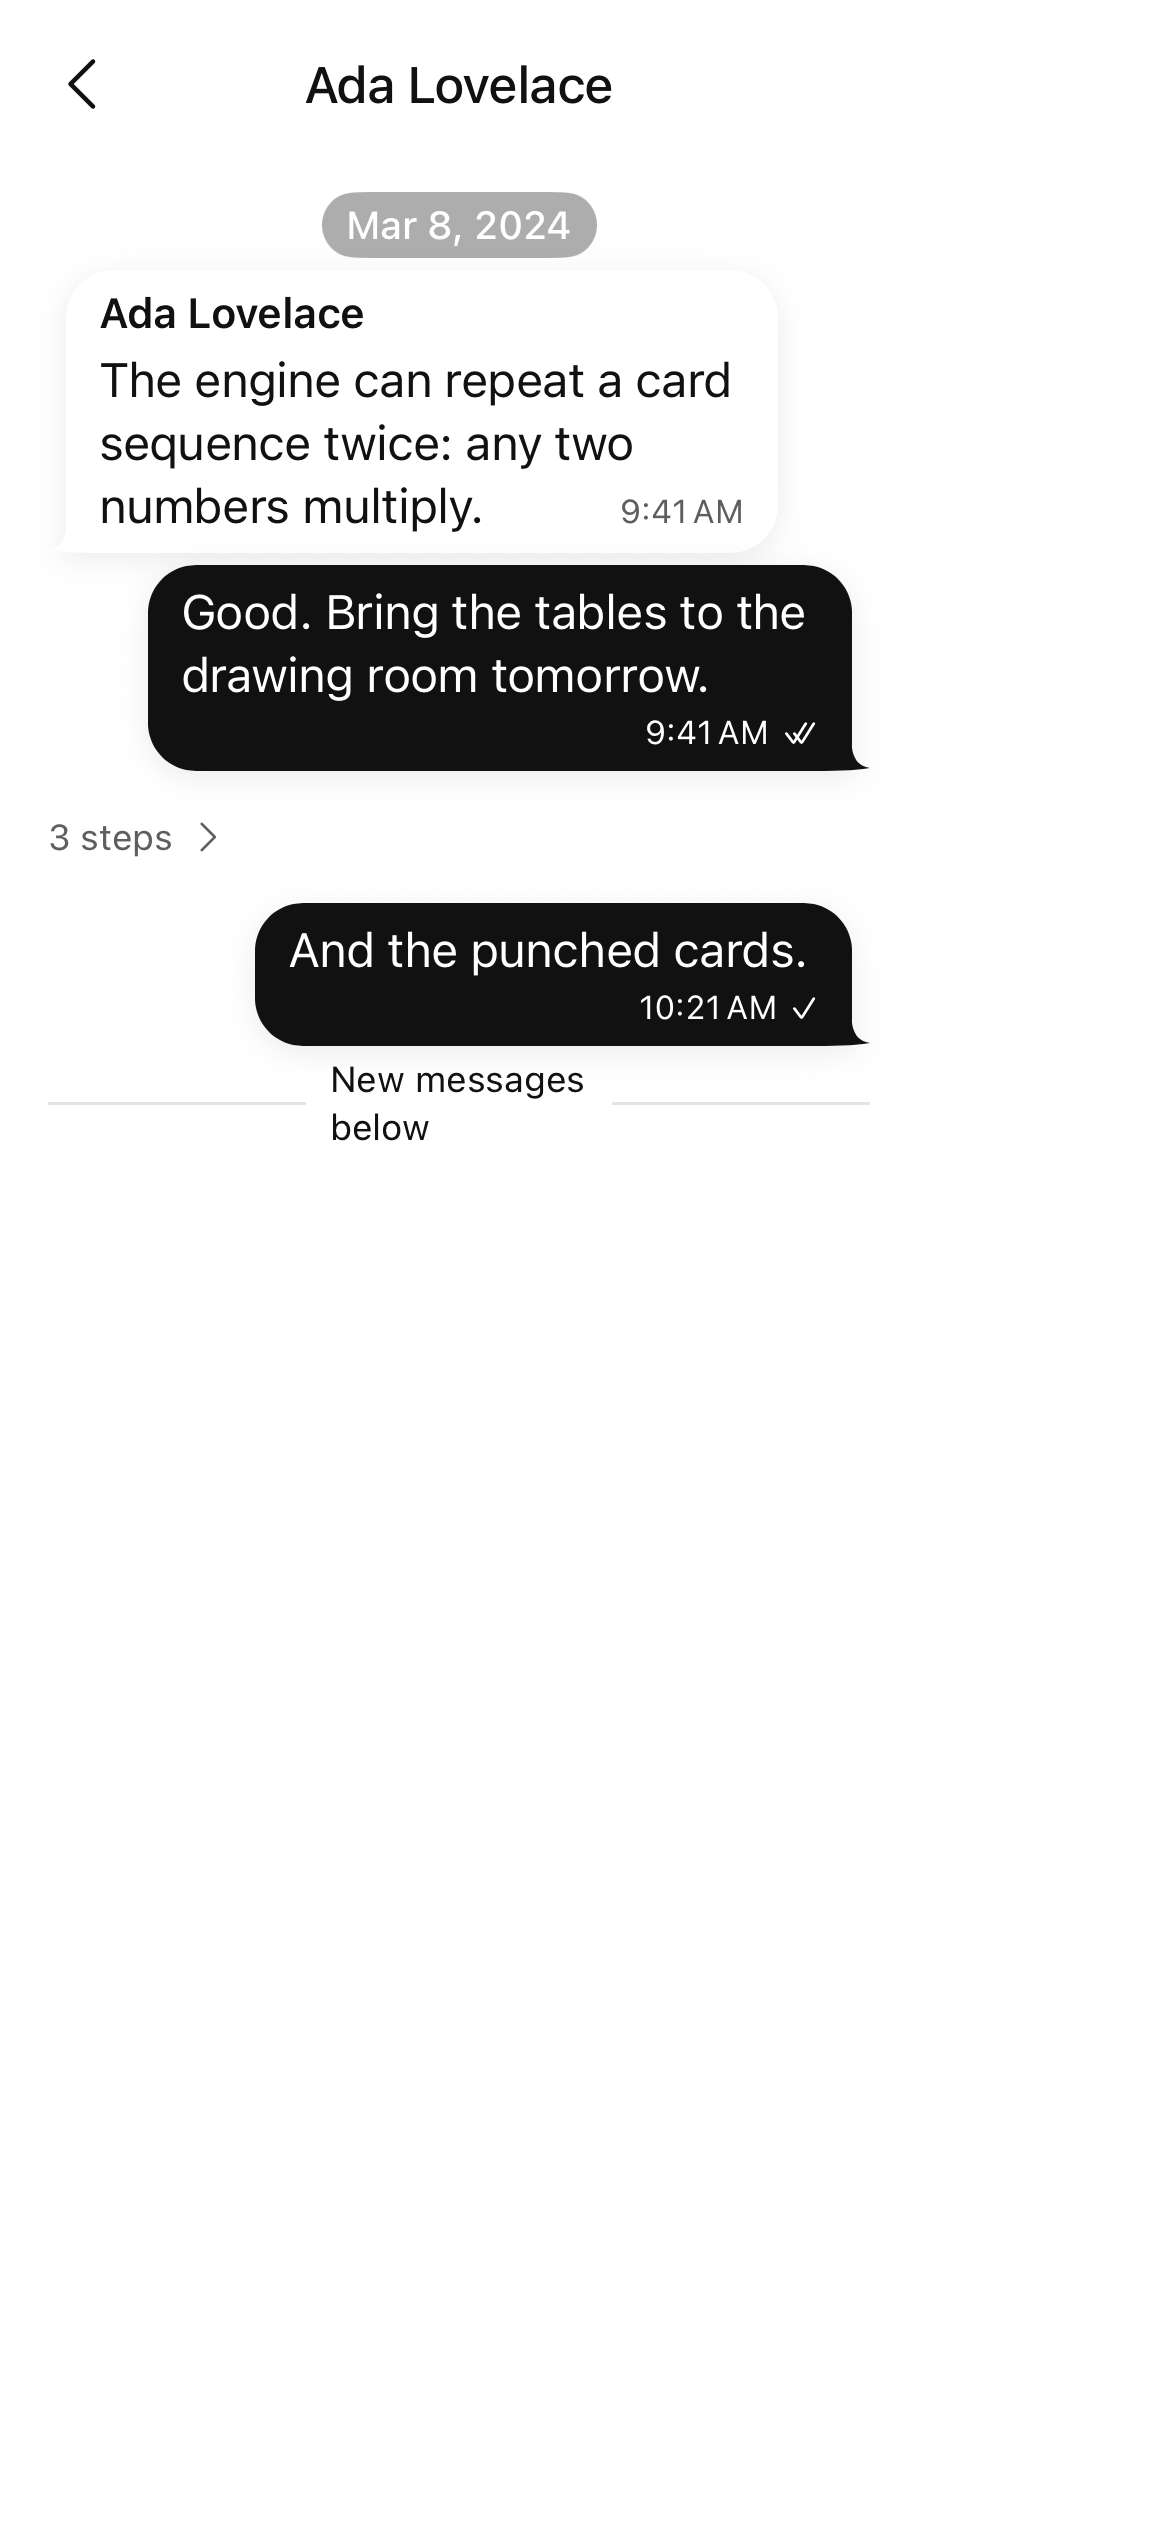 Ada Lovelace
Mar 8, 2024
Ada Lovelace
The engine can repeat a card
sequence twice: any two
numbers multiply.
9:41 AM
Good. Bring the tables to the
drawing room tomorrow.
9:41 AM
3 steps
And the punched cards.
10:21 AM
New messages
below